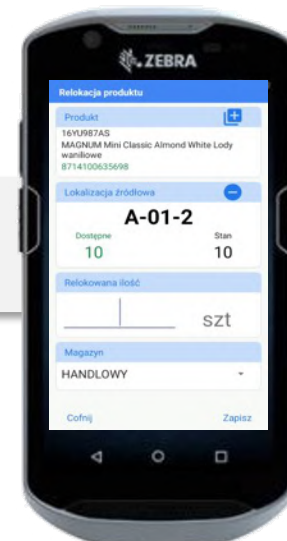 ZEBRA
Relokacja produktu
Produkt
16YU987AS
MAGNUM Mini Classic Almond White Lody
waniliowe
8714100635698
Lokalizacja źródłowa
A-01-2
Dostępne Stan
10 10
Relokowana ilość
szt
Magazyn
HANDLOWY
Cofnij Zapisz